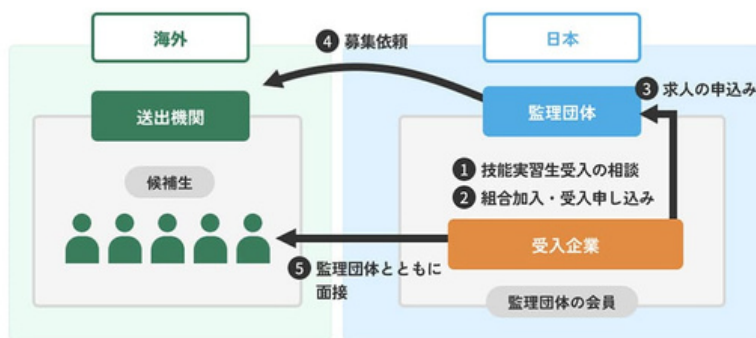 海外
日本
❹ 募集依頼
❸ 求人の申込み
送出機関
監理団体
候補生
❶ 技能実習生受入の相談
❷ 組合加入・受入申し込み
受入企業
❺ 監理団体とともに
面接
監理団体の会員